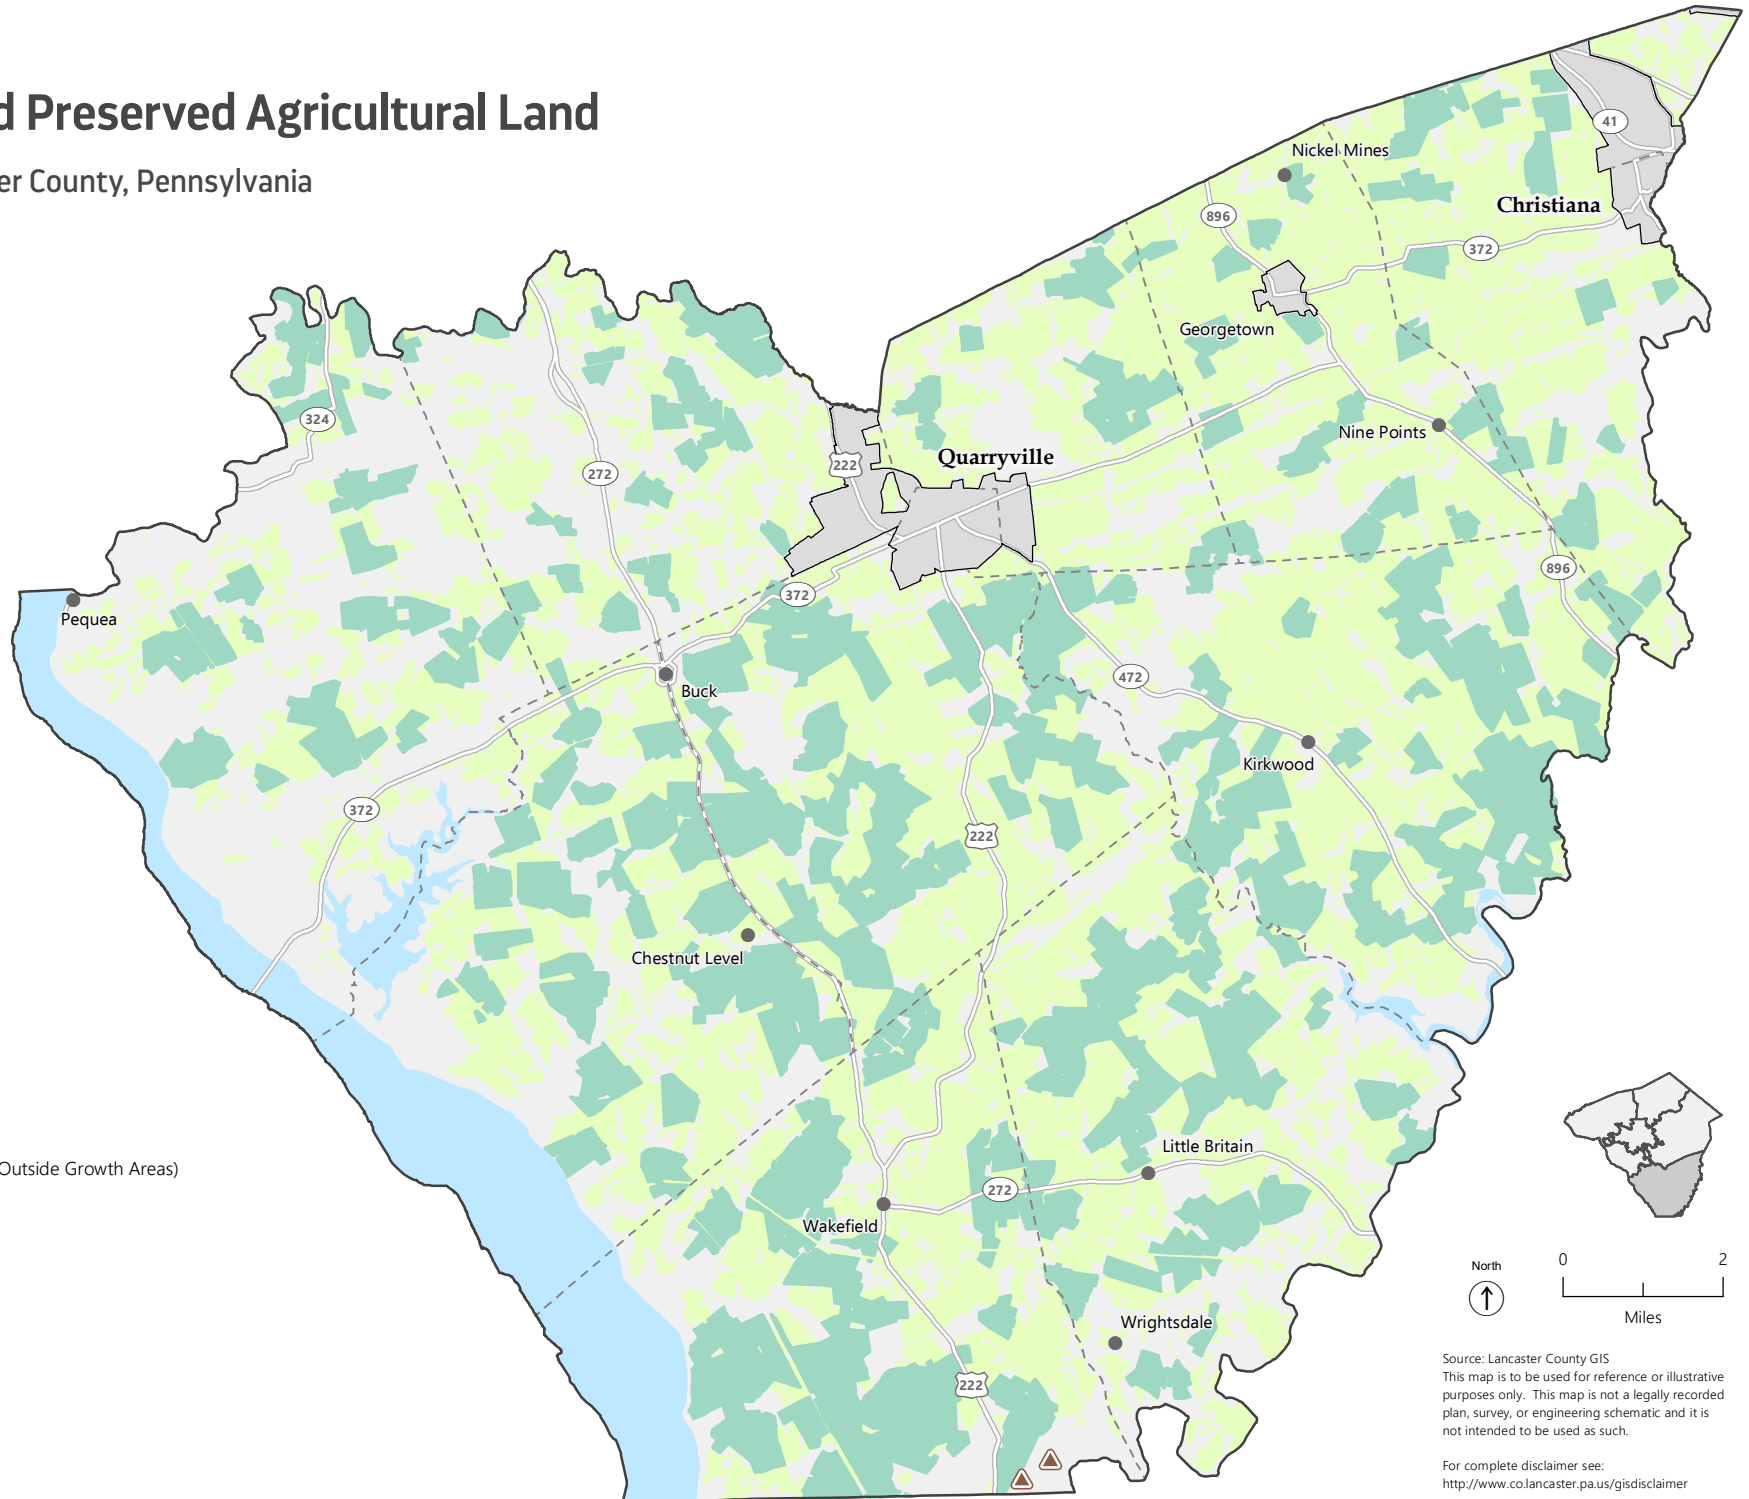 d Preserved Agricultural Land
er County, Pennsylvania
41
Nickel Mines
Christiana
896
372
Georgetown
324
Nine Points
Quarryville
222
272
896
372
Pequea
472
Buck
Kirkwood
372
222
Chestnut Level
Little Britain
Outside Growth Areas)
272
Wakefield
North
0 2
Miles
Wrightsdale
222
Source: Lancaster County GIS
This map is to be used for reference or illustrative
purposes only. This map is not a legally recorded
plan, survey, or engineering schematic and it is
not intended to be used as such.
For complete disclaimer see:
http://www.co.lancaster.pa.us/gisdisclaimer